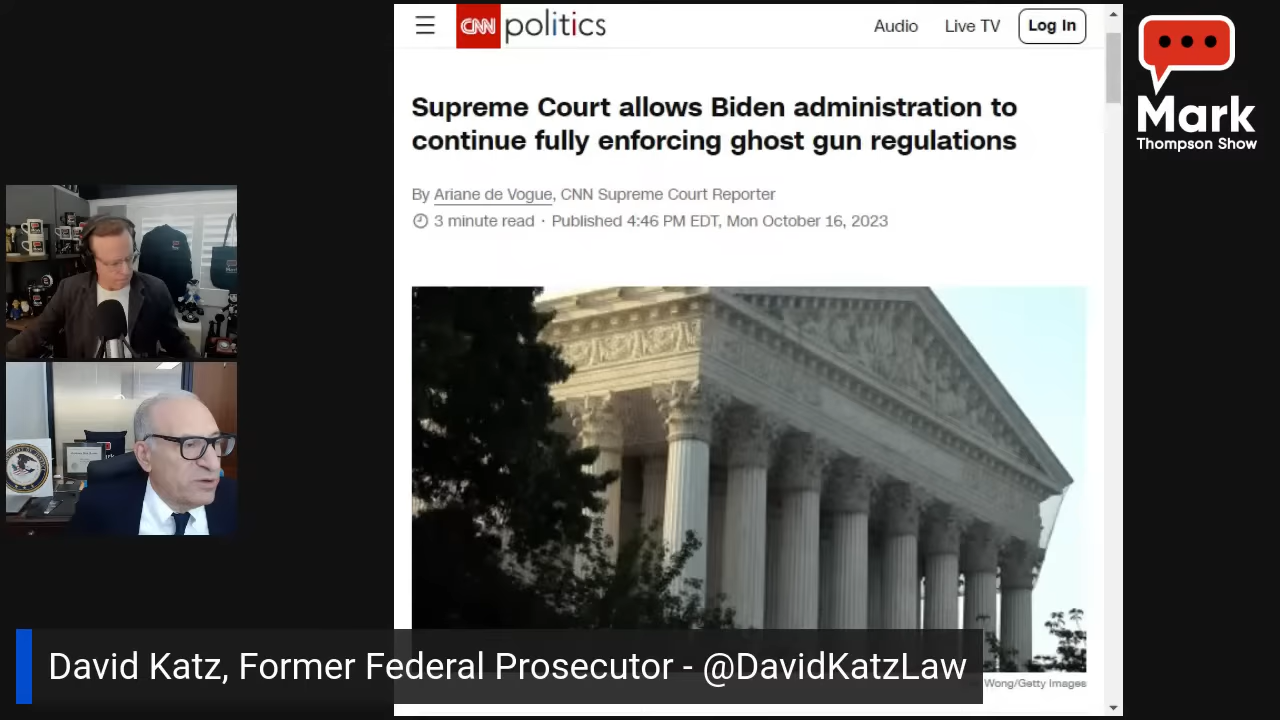 CNN politics
Audio
Live TV
Log In
Supreme Court allows Biden administration to
continue fully enforcing ghost gun regulations
By Ariane de Vogue, CNN Supreme Court Reporter
3 minute read · Published 4:46 PM EDT, Mon October 16, 2023
Wong/Getty Images
Mark
Thompson Show
David Katz, Former Federal Prosecutor - @DavidKatzLaw